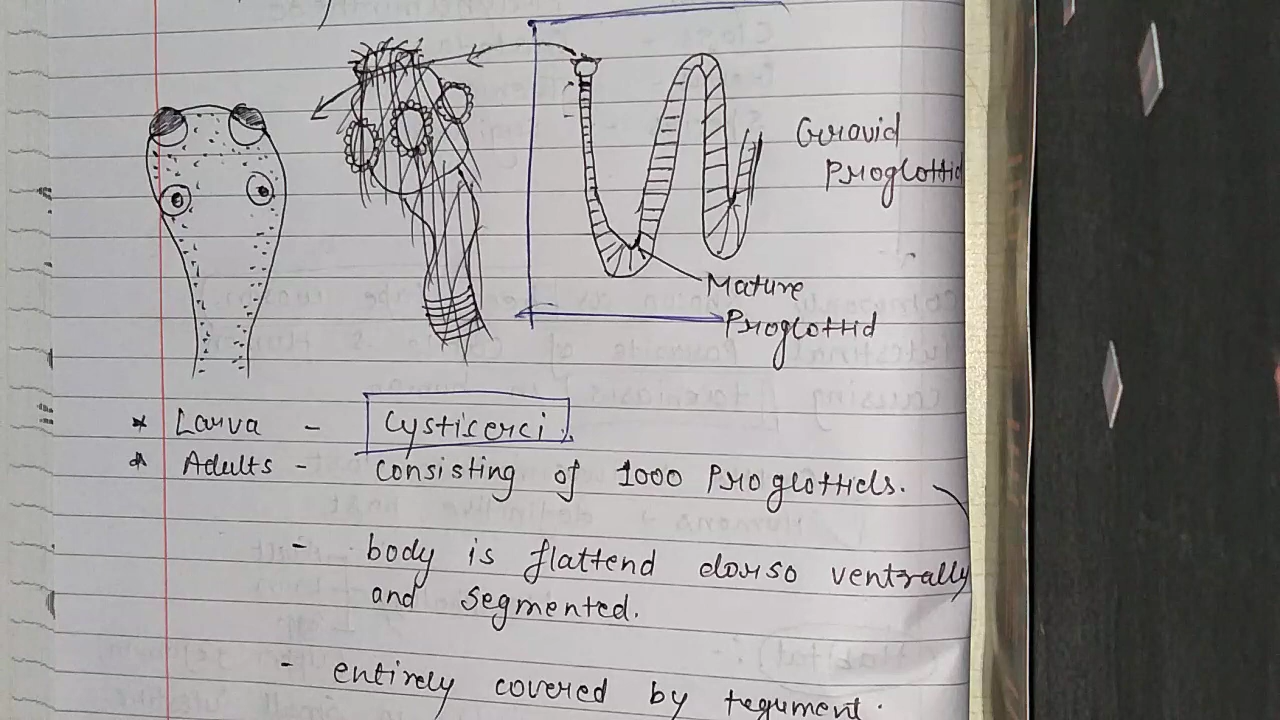 Gravid
Proglottid
Mature
Proglottid
* Larva - Cysticerci.
* Adults - consisting of 1000 Proglottids.
- body is flattend dorso ventrally
and segmented.
- entirely covered by tegument.